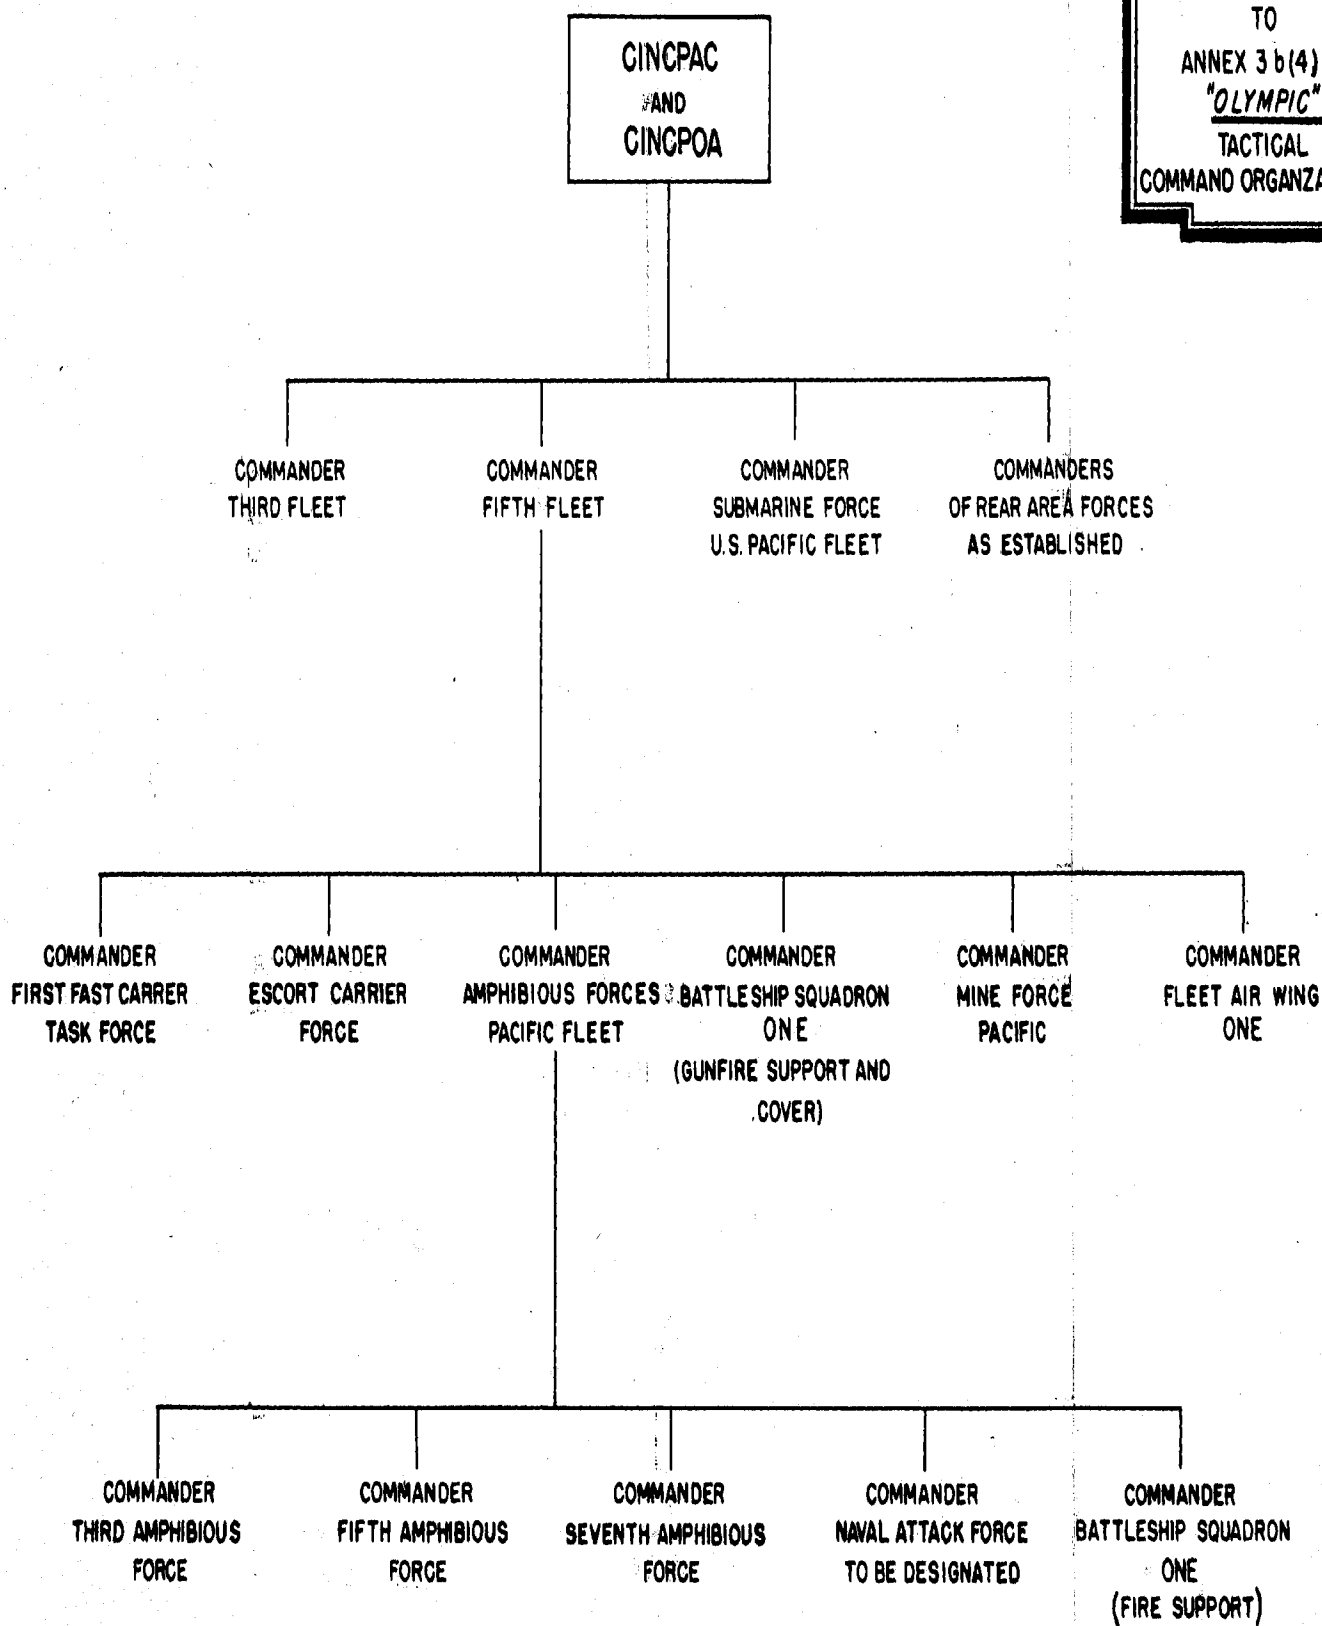 CINCPAC
AND
CINCPOA
TO
ANNEX 3b(4)
"OLYMPIC"
TACTICAL
COMMAND ORGANZA
COMMANDER
THIRD FLEET
COMMANDER
FIFTH FLEET
COMMANDER
SUBMARINE FORCE
U.S. PACIFIC FLEET
COMMANDERS
OF REAR AREA FORCES
AS ESTABLISHED
COMMANDER
FIRST FAST CARRER
TASK FORCE
COMMANDER
ESCORT CARRIER
FORCE
COMMANDER
AMPHIBIOUS FORCES
PACIFIC FLEET
COMMANDER
BATTLESHIP SQUADRON
ONE
(GUNFIRE SUPPORT AND
COVER)
COMMANDER
MINE FORCE
PACIFIC
COMMANDER
FLEET AIR WING
ONE
COMMANDER
THIRD AMPHIBIOUS
FORCE
COMMANDER
FIFTH AMPHIBIOUS
FORCE
COMMANDER
SEVENTH AMPHIBIOUS
FORCE
COMMANDER
NAVAL ATTACK FORCE
TO BE DESIGNATED
COMMANDER
BATTLESHIP SQUADRON
ONE
(FIRE SUPPORT)